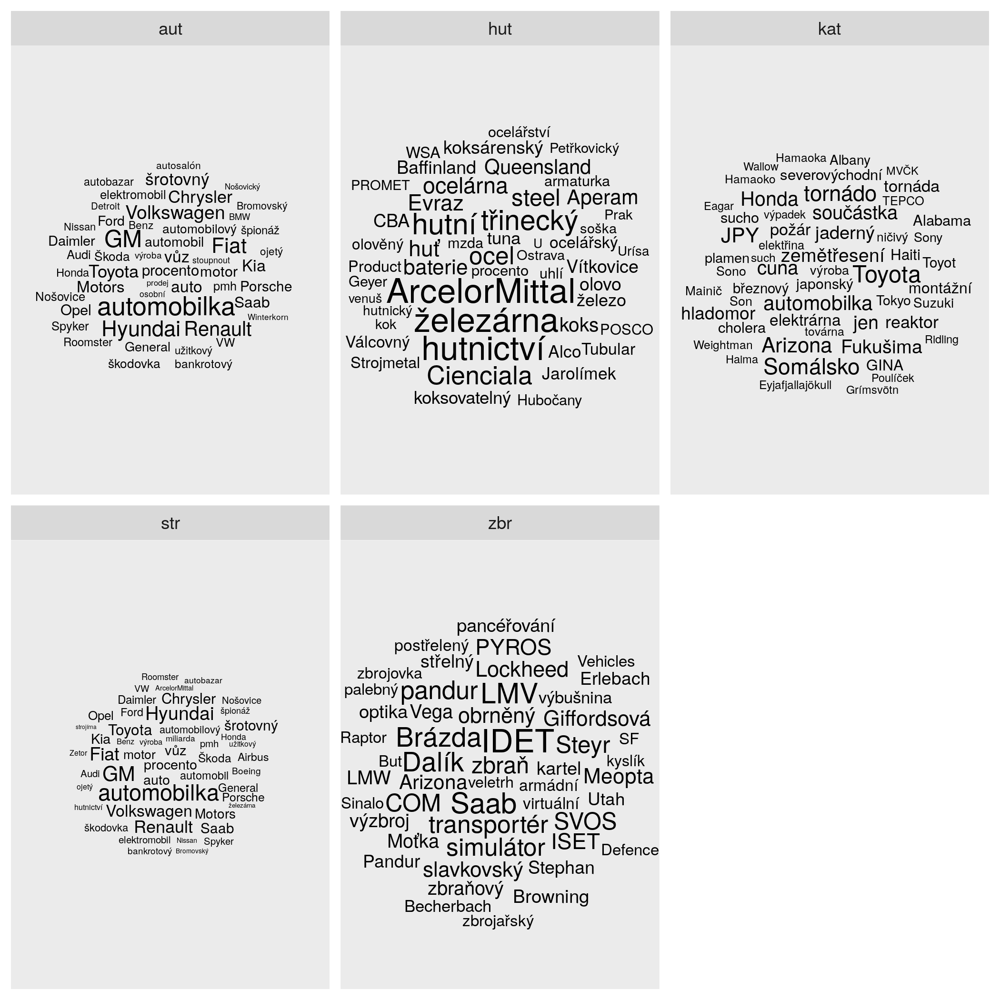 aut
autosalón
autobazar šrotovný Nošovický
elektromobil Chrysler
Detroit Volkswagen BMW Bromovský
Ford
Nissan Benz automobilový špionáž
Daimler GM automobil Fiat
Audi Škoda výroba vůz stoupnout ojetý
Honda Toyota procento motor Kia
Motors prodej auto pmh Porsche
Nošovice osobní
Opel automobilka Saab
Winterkorn
Spyker Hyundai Renault
Roomster General užitkový VW
škodovka bankrotový
hut
ocelářství
WSA koksárenský Petřkovický
Baffinland Queensland
PROMET ocelárna armaturka
Evraz steel Aperam
CBA hutní třinecký Prak
soška
olověný huť mzda tuna U ocelářský
ocel Ostrava Urísa
Product baterie procento uhlí Vítkovice
Geyer ArcelorMittal olovo
venuš železo
hutnický
kok železárna koks POSCO
Válcovný hutnictví Alco Tubular
Strojmetal
Cienciala Jarolímek
koksovatelný Hubočany
kat
Hamaoka Albany
Wallow severovýchodní MVČK
Hamaoko
Honda tornádo tornáda
TEPCO
Eagar
sucho výpadek součástka Alabama
JPY požár jaderný ničivý Sony
elektřina
plamen such zemětřesení Haiti Toyot
Sono cuna výroba Toyota
Mainič březnový japonský montážní
Son automobilka Tokyo Suzuki
hladomor elektrárna jen reaktor
cholera továrna
Weightman Arizona Fukušima Ridling
Haima Somálsko GINA
Poulíček
Eyjafjallajökull Grímsvötn
str
Roomster autobazar
VW ArcelorMittal
Daimler Chrysler Nošovice
Opel Ford Hyundai špionáž
strojírna Toyota automobilový šrotovný
Kia Benz výroba miliarda Honda
pmh užitkový
Zetor Fiat motor vůz Škoda Airbus
procento
Audi GM auto automobil Boeing
ojetý automobilka General
Porsche
hutnictví Volkswagen Motors železárna
škodovka Renault Saab
elektromobil Nissan Spyker
bankrotový Bromovský
zbr
pancéřování
postřelený PYROS
střelný Lockheed Vehicles
zbrojovka Erlebach
palebný pandur LMV výbušnina
optika Vega obrněný Giffordsová
Raptor Brázda IDET Steyr SF
But Dalík zbraň kartel kyslík
LMW Arizona veletrh armádní Meopta
Sinalo COM Saab virtuální Utah
výzbroj transportér SVOS
Moťka simulátor ISET Defence
Pandur slavkovský Stephan
zbraňový Browning
Becherbach
zbrojařský